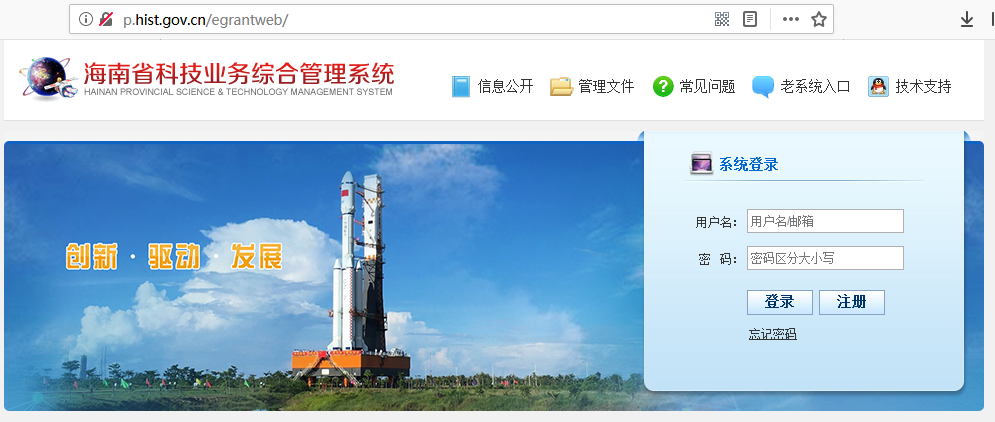 p.hist.gov.cn/egrantweb/
海南省科技业务综合管理系统
HAINAN PROVINCIAL SCIENCE & TECHNOLOGY MANAGEMENT SYSTEM
信息公开 管理文件 常见问题 老系统入口 技术支持
创新·驱动·发展
系统登录
用户名: 用户名/邮箱
密 码: 密码区分大小写
登录 注册
忘记密码